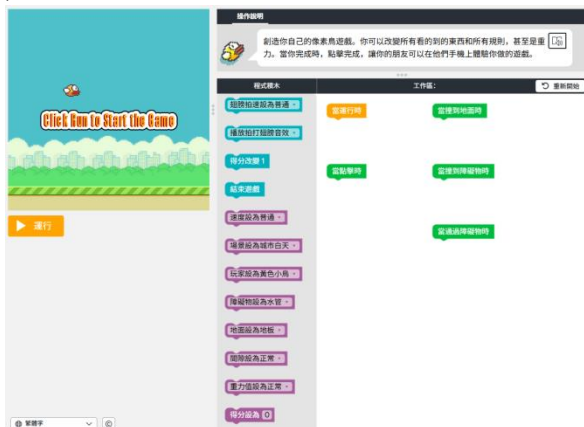 Click Run to Start the Game
運行
繁體字
操作說明
創造你自己的像素鳥遊戲。你可以改變所有看的到的東西和所有規則，甚至是重
力。當你完成時，點擊完成，讓你的朋友可以在他們手機上體驗你做的遊戲。
程式積木
工作區：
重新開始
翅膀拍速設為普通
播放拍打翅膀音效
得分改變 1
結束遊戲
速度設為普通
場景設為城市白天
玩家設為黃色小鳥
障礙物設為水管
地面設為地板
間隙設為正常
重力值設為正常
得分設為 0
當運行時
當撞到地面時
當點擊時
當撞到障礙物時
當通過障礙物時